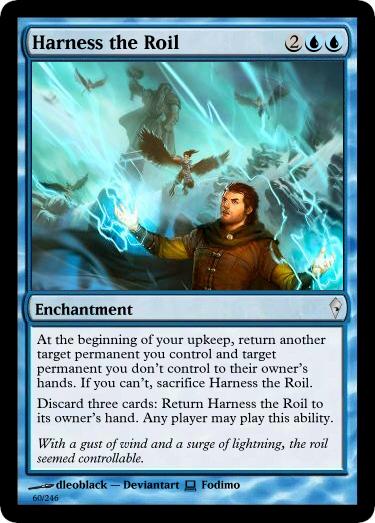 Harness the Roil 2
Enchantment
At the beginning of your upkeep, return another
target permanent you control and target
permanent you don't control to their owner's
hands. If you can't, sacrifice Harness the Roil.
Discard three cards: Return Harness the Roil to
its owner's hand. Any player may play this ability.
With a gust of wind and a surge of lightning, the roil
seemed controllable.
dleoblack — Deviantart Fodimo
60/246